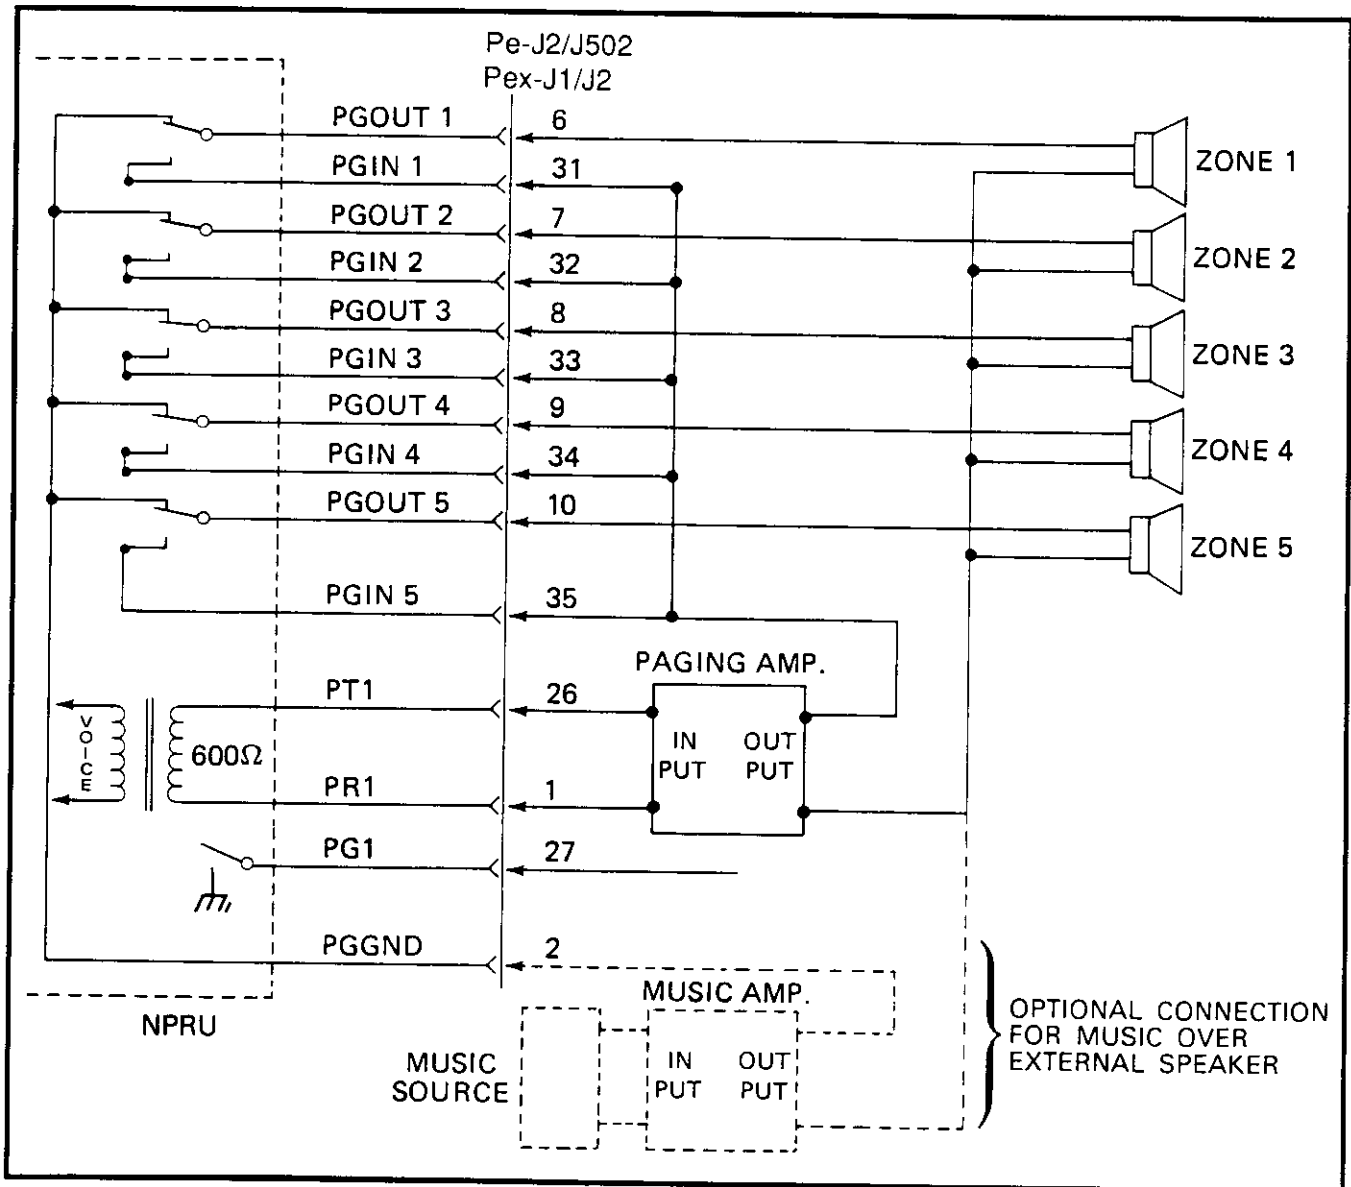 Pe-J2/J502
Pex-J1/J2
PGOUT 1 6
ZONE 1
PGIN 1 31
PGOUT 2 7
ZONE 2
PGIN 2 32
PGOUT 3 8
ZONE 3
PGIN 3 33
PGOUT 4 9
ZONE 4
PGIN 4 34
PGOUT 5 10
ZONE 5
PGIN 5 35
PAGING AMP.
PT1 26
VOICE
600Ω
IN PUT
OUT PUT
PR1 1
PG1 27
PGGND 2
NPRU
MUSIC AMP.
MUSIC SOURCE
IN PUT
OUT PUT
OPTIONAL CONNECTION
FOR MUSIC OVER
EXTERNAL SPEAKER